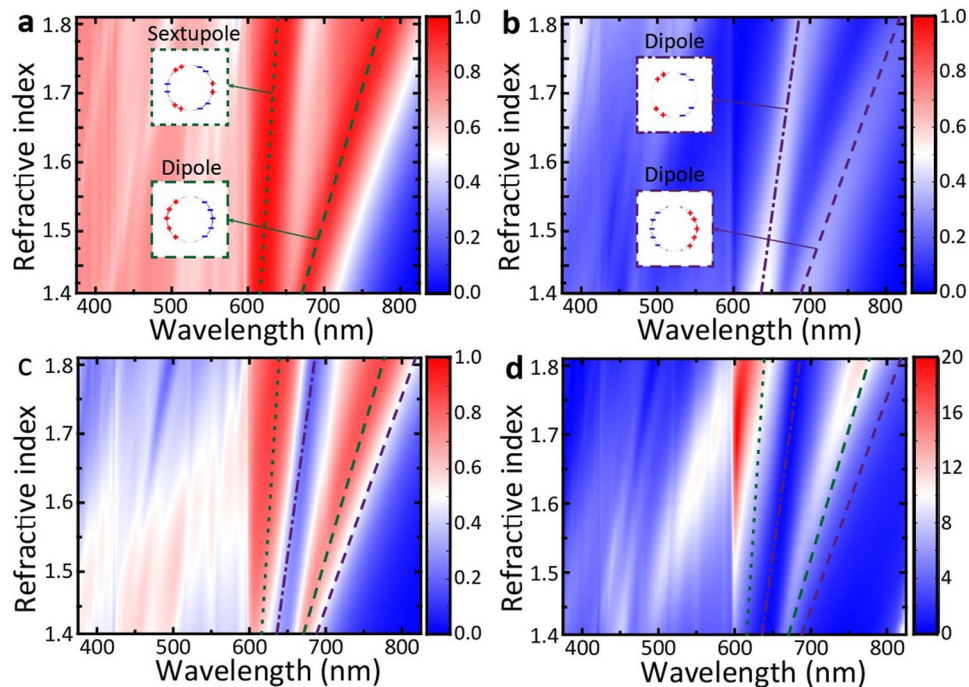 a
Sextupole
Dipole
Refractive index
1.8
1.7
1.6
1.5
1.4
400 500 600 700 800
Wavelength (nm)
1.0
0.8
0.6
0.4
0.2
0.0
b
Dipole
Dipole
Refractive index
1.8
1.7
1.6
1.5
1.4
400 500 600 700 800
Wavelength (nm)
1.0
0.8
0.6
0.4
0.2
0.0
c
Refractive index
1.8
1.7
1.6
1.5
1.4
400 500 600 700 800
Wavelength (nm)
1.0
0.8
0.6
0.4
0.2
0.0
d
Refractive index
1.8
1.7
1.6
1.5
1.4
400 500 600 700 800
Wavelength (nm)
20
16
12
8
4
0